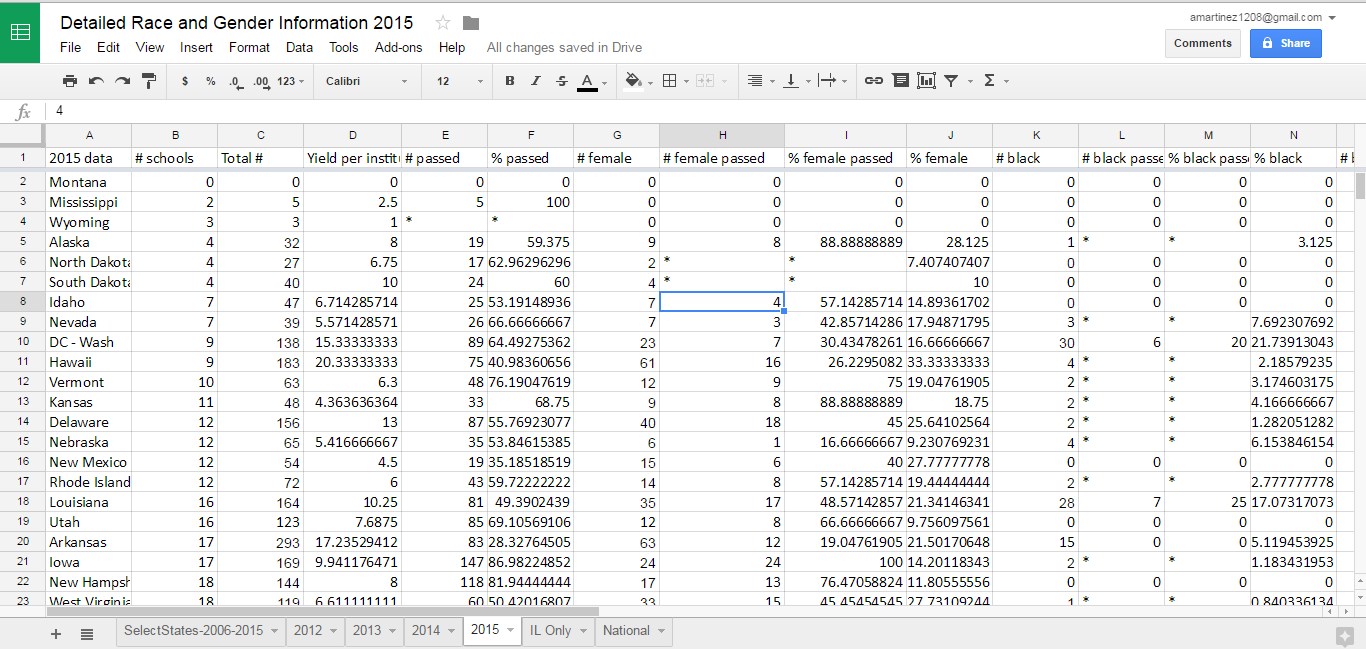 Detailed Race and Gender Information 2015
amartinez1208@gmail.com
File Edit View Insert Format Data Tools Add-ons Help All changes saved in Drive
Comments Share
$ % .0 .00 123 Calibri 12 B I S A Σ
fx 4
A B C D E F G H I J K L M N
1 2015 data # schools Total # Yield per instit # passed % passed # female # female passed % female passed % female # black # black passe % black pass % black # b
2 Montana 0 0 0 0 0 0 0 0 0 0 0 0 0
3 Mississippi 2 5 2.5 5 100 0 0 0 0 0 0 0 0
4 Wyoming 3 3 1 * * 0 0 0 0 0 0 0 0
5 Alaska 4 32 8 19 59.375 9 8 88.88888889 28.125 1 * * 3.125
6 North Dakota 4 27 6.75 17 62.96296296 2 * * 7.407407407 0 0 0 0
7 South Dakota 4 40 10 24 60 4 * * 10 0 0 0 0
8 Idaho 7 47 6.714285714 25 53.19148936 7 4 57.14285714 14.89361702 0 0 0 0
9 Nevada 7 39 5.571428571 26 66.66666667 7 3 42.85714286 17.94871795 3 * * 7.692307692
10 DC - Wash 9 138 15.33333333 89 64.49275362 23 7 30.43478261 16.66666667 30 6 20 21.73913043
11 Hawaii 9 183 20.33333333 75 40.98360656 61 16 26.2295082 33.33333333 4 * * 2.18579235
12 Vermont 10 63 6.3 48 76.19047619 12 9 75 19.04761905 2 * * 3.174603175
13 Kansas 11 48 4.363636364 33 68.75 9 8 88.88888889 18.75 2 * * 4.166666667
14 Delaware 12 156 13 87 55.76923077 40 18 45 25.64102564 2 * * 1.282051282
15 Nebraska 12 65 5.416666667 35 53.84615385 6 1 16.66666667 9.230769231 4 * * 6.153846154
16 New Mexico 12 54 4.5 19 35.18518519 15 6 40 27.77777778 0 0 0 0
17 Rhode Island 12 72 6 43 59.72222222 14 8 57.14285714 19.44444444 2 * * 2.777777778
18 Louisiana 16 164 10.25 81 49.3902439 35 17 48.57142857 21.34146341 28 7 25 17.07317073
19 Utah 16 123 7.6875 85 69.10569106 12 8 66.66666667 9.756097561 0 0 0 0
20 Arkansas 17 293 17.23529412 83 28.32764505 63 12 19.04761905 21.50170648 15 0 0 5.119453925
21 Iowa 17 169 9.941176471 147 86.98224852 24 24 100 14.20118343 2 * * 1.183431953
22 New Hampsh 18 144 8 118 81.94444444 17 13 76.47058824 11.80555556 0 0 0 0
23 West Virginia 18 119 6.611111111 60 50.42016807 33 15 45.45454545 27.73109244 1 * * 0.840336134
SelectStates-2006-2015 2012 2013 2014 2015 IL Only National